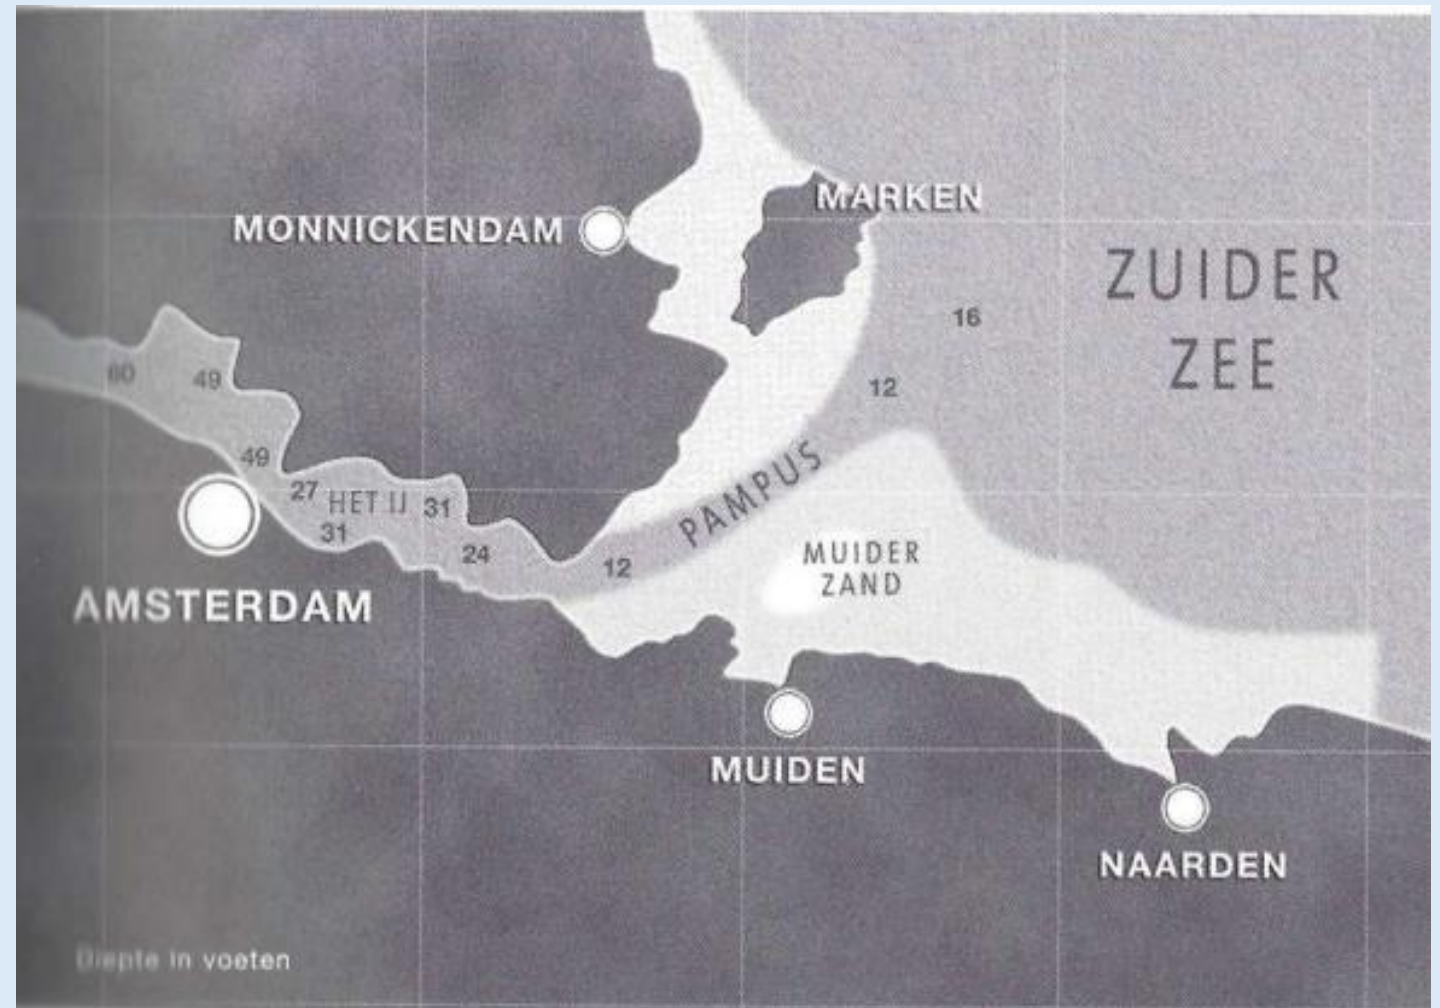 MARKEN
MONNICKENDAM
ZUIDER
ZEE
16
60
49
12
49
27
HET IJ
31
31
PAMPUS
24
12
MUIDER
ZAND
AMSTERDAM
MUIDEN
NAARDEN
Diepte in voeten